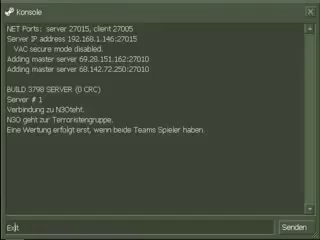 Konsole
NET Ports: server 27015, client 27005
Server IP address 192.168.1.146:27015
VAC secure mode disabled.
Adding master server 69.28.151.162:27010
Adding master server 68.142.72.250:27010
BUILD 3798 SERVER (0 CRC)
Server # 1
Verbindung zu N3Otehf.
N3O geht zur Terroristengruppe.
Eine Wertung erfolgt erst, wenn beide Teams Spieler haben.
Exit
Senden